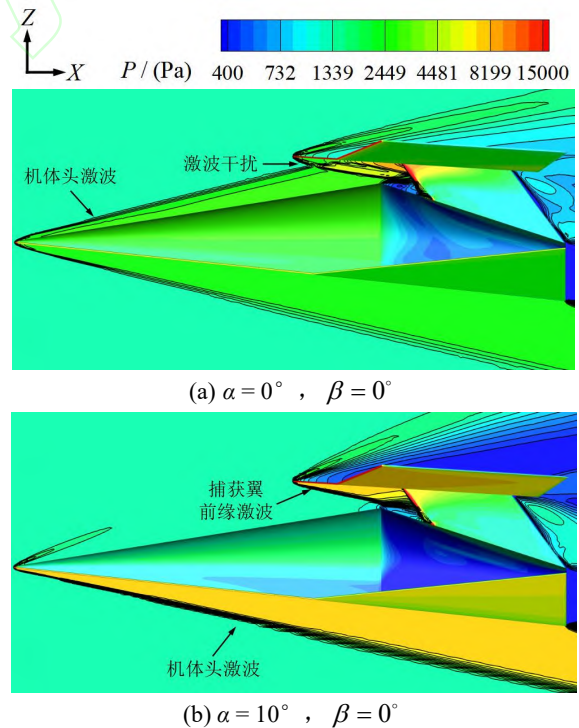 Z
X
P / (Pa)
400 732 1339 2449 4481 8199 15000
激波干扰
机体头激波
(a) α = 0° ， β = 0°
捕获翼
前缘激波
机体头激波
(b) α = 10° ， β = 0°